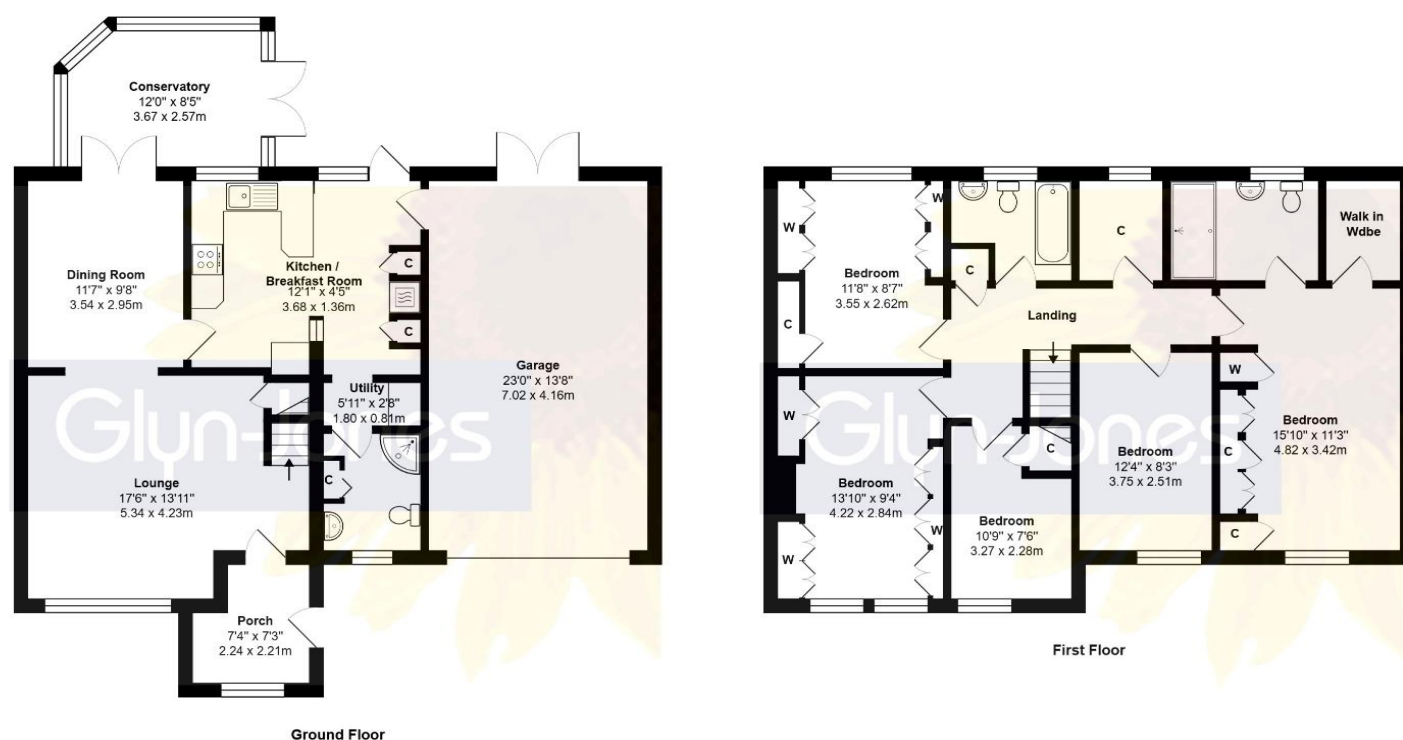 Conservatory
12'0" x 8'5"
3.67 x 2.57m
Dining Room
11'7" x 9'8"
3.54 x 2.95m
Kitchen /
Breakfast Room
12'1" x 4'5"
3.68 x 1.36m
C
C
Garage
23'0" x 13'8"
7.02 x 4.16m
Utility
5'11" x 2'8"
1.80 x 0.81m
Glyn-Jones
Lounge
17'6" x 13'11"
5.34 x 4.23m
C
Porch
7'4" x 7'3"
2.24 x 2.21m
Ground Floor
W
W
Bedroom
11'8" x 8'7"
3.55 x 2.62m
C
C
C
Walk in
Wdbe
Landing
W
W
C
Bedroom
15'10" x 11'3"
4.82 x 3.42m
C
Glyn-Jones
Bedroom
13'10" x 9'4"
4.22 x 2.84m
C
Bedroom
12'4" x 8'3"
3.75 x 2.51m
Bedroom
10'9" x 7'6"
3.27 x 2.28m
W
W
C
First Floor